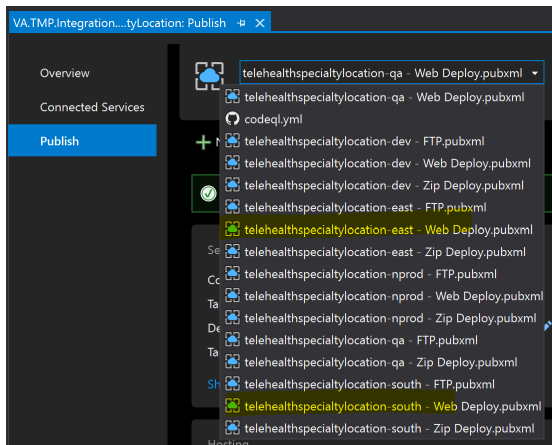 VA.TMP.Integration....tyLocation: Publish
Overview
Connected Services
Publish
telehealthspecialtylocation-qa - Web Deploy.pubxml
telehealthspecialtylocation-qa - Web Deploy.pubxml
codeql.yml
telehealthspecialtylocation-dev - FTP.pubxml
telehealthspecialtylocation-dev - Web Deploy.pubxml
telehealthspecialtylocation-dev - Zip Deploy.pubxml
telehealthspecialtylocation-east - FTP.pubxml
telehealthspecialtylocation-east - Web Deploy.pubxml
telehealthspecialtylocation-east - Zip Deploy.pubxml
telehealthspecialtylocation-nprod - FTP.pubxml
telehealthspecialtylocation-nprod - Web Deploy.pubxml
telehealthspecialtylocation-nprod - Zip Deploy.pubxml
telehealthspecialtylocation-qa - FTP.pubxml
telehealthspecialtylocation-qa - Zip Deploy.pubxml
telehealthspecialtylocation-south - FTP.pubxml
telehealthspecialtylocation-south - Web Deploy.pubxml
telehealthspecialtylocation-south - Zip Deploy.pubxml
Hosting